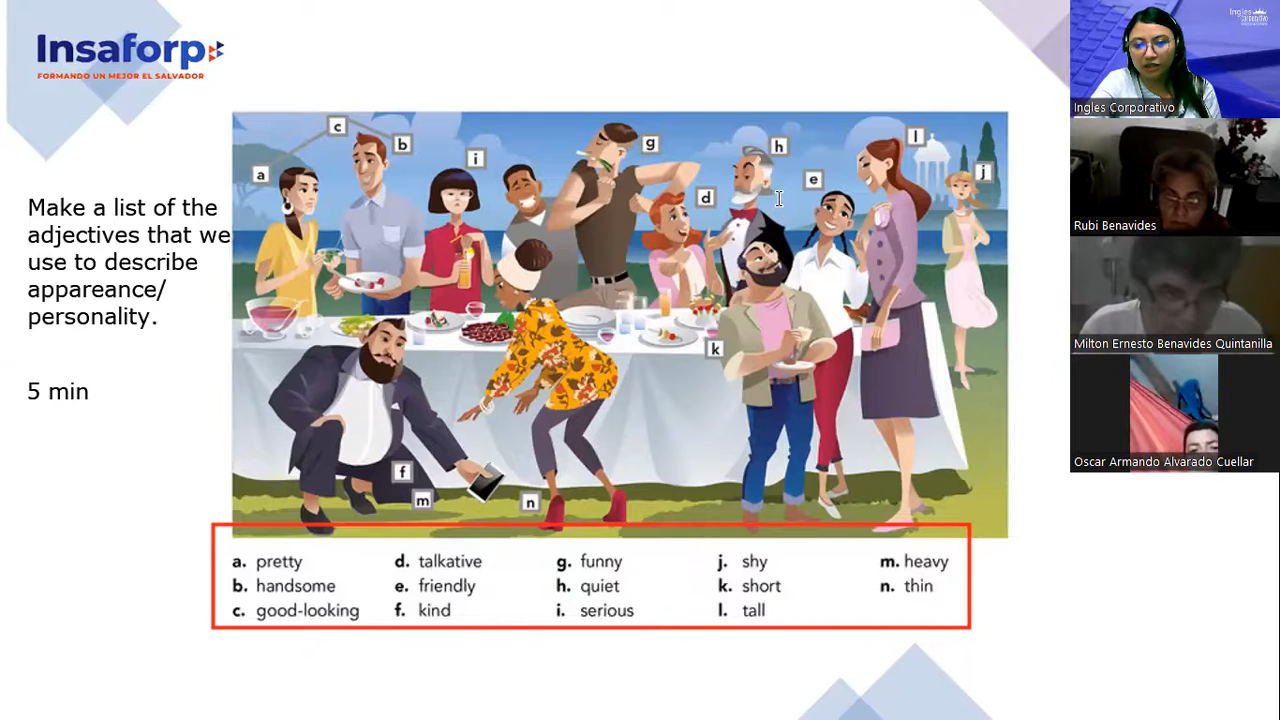 Insaforp
FORMANDO UN MEJOR EL SALVADOR
Make a list of the
adjectives that we
use to describe
appareance/
personality.
5 min
a
c
b
i
g
d
h
e
l
j
k
f
m
n
a. pretty
b. handsome
c. good-looking
d. talkative
e. friendly
f. kind
g. funny
h. quiet
i. serious
j. shy
k. short
l. tall
m. heavy
n. thin
Ingles
Corporativo
Ingles Corporativo
Rubi Benavides
Milton Ernesto Benavides Quintanilla
Oscar Armando Alvarado Cuellar